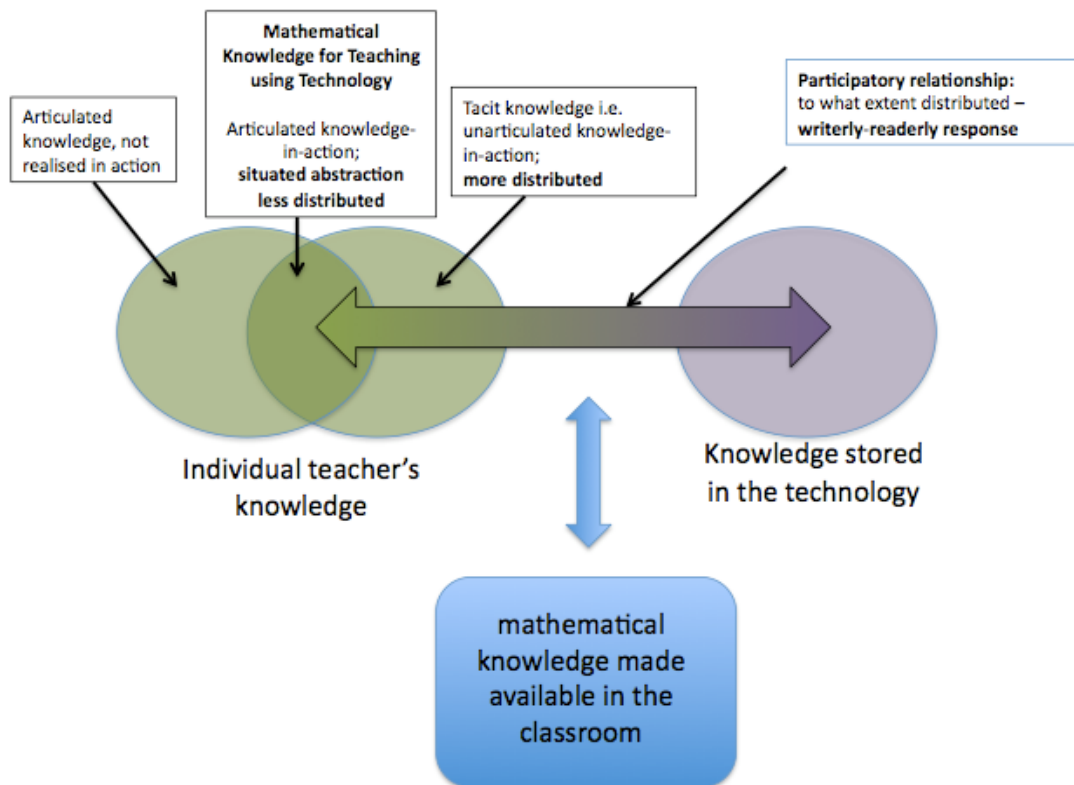 Mathematical
Knowledge for Teaching
using Technology
Articulated knowledge-
in-action;
situated abstraction
less distributed
Articulated
knowledge, not
realised in action
Tacit knowledge i.e.
unarticulated knowledge-
in-action;
more distributed
Participatory relationship:
to what extent distributed –
writerly-readerly response
Individual teacher's
knowledge
Knowledge stored
in the technology
mathematical
knowledge made
available in the
classroom